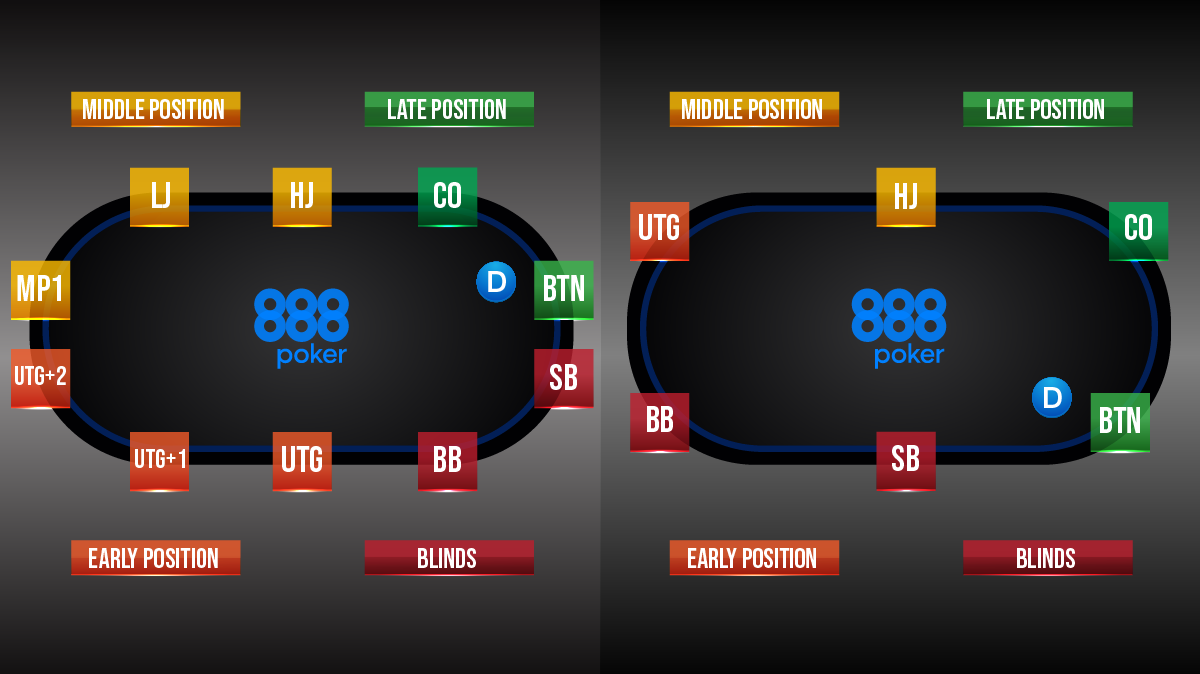 MIDDLE POSITION
LATE POSITION
LJ
HJ
CO
MP1
D
BTN
888
poker
UTG+2
SB
UTG+1
UTG
BB
EARLY POSITION
BLINDS
MIDDLE POSITION
LATE POSITION
HJ
UTG
CO
888
poker
D
BB
BTN
SB
EARLY POSITION
BLINDS